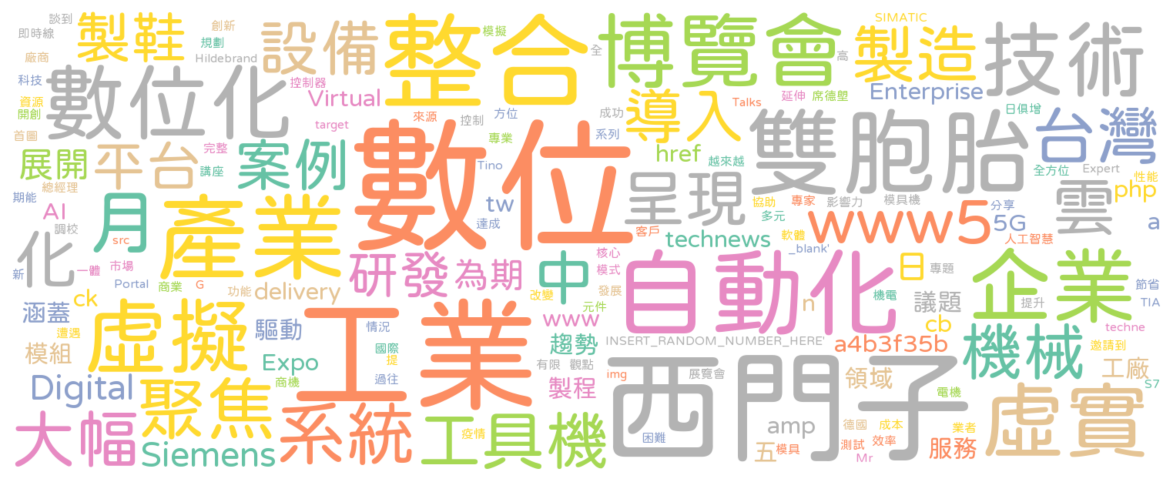 談到
即時線
廠商
科技
資源
開創
首圖
製鞋
創新
規劃
Hildebrand
設備
整合
模擬
全
博覽會
高
SIMATIC
製造
技術
數位化
控制器
Virtual
target
來源
控制
方位
專業
系列
成功
導入
Talks
延伸
席德塱
Enterprise
日俱增
台灣
展開
平台
完整
講座
案例
數位
Tino
tw
達成
href
越來越
雙胞胎
全方位
Expert
性能
php
總經理
期能
AI
調校
月
src
產業
呈現
協助
多元
專家
影響力
模具機
雲
分享
5G
a
客戶
technews
軟體
_blank'
www5
人工智慧
化
新
一體
市場
Portal
商業
G
功能
delivery
研發
為期
中
核心
模式
發展
自動化
n
日
專題
機電
議題
企業
提升
節省
TIA
涵蓋
ck
遭遇
虛擬
驅動
改變
元件
www
情況
工業
國際
提
過往
趨勢
INSERT_RANDOM_NUMBER_HERE'
a4b3f35b
cb
機械
techne
邀請到
模組
Expo
商機
有限
觀點
製程
img
展覽會
西門子
領域
電機
工廠
S7
Digital
聚焦
系統
疫情
工具機
困難
amp
五
模具
德國
測試
Mr
成本
效率
業者
服務
虛實
大幅
Siemens